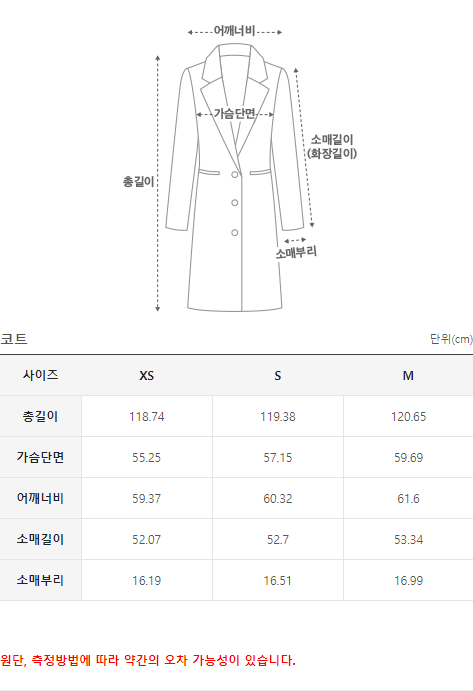 어깨너비
가슴단면
소매길이
(화장길이)
총길이
소매부리
코트 단위(cm)
사이즈 XS S M
총길이 118.74 119.38 120.65
가슴단면 55.25 57.15 59.69
어깨너비 59.37 60.32 61.6
소매길이 52.07 52.7 53.34
소매부리 16.19 16.51 16.99
원단, 측정방법에 따라 약간의 오차 가능성이 있습니다.